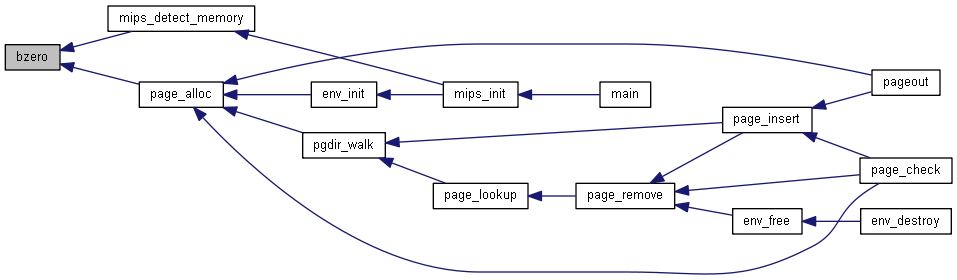 bzero
mips_detect_memory
page_alloc
env_init
mips_init
main
pageout
pgdir_walk
page_insert
page_lookup
page_remove
page_check
env_free
env_destroy